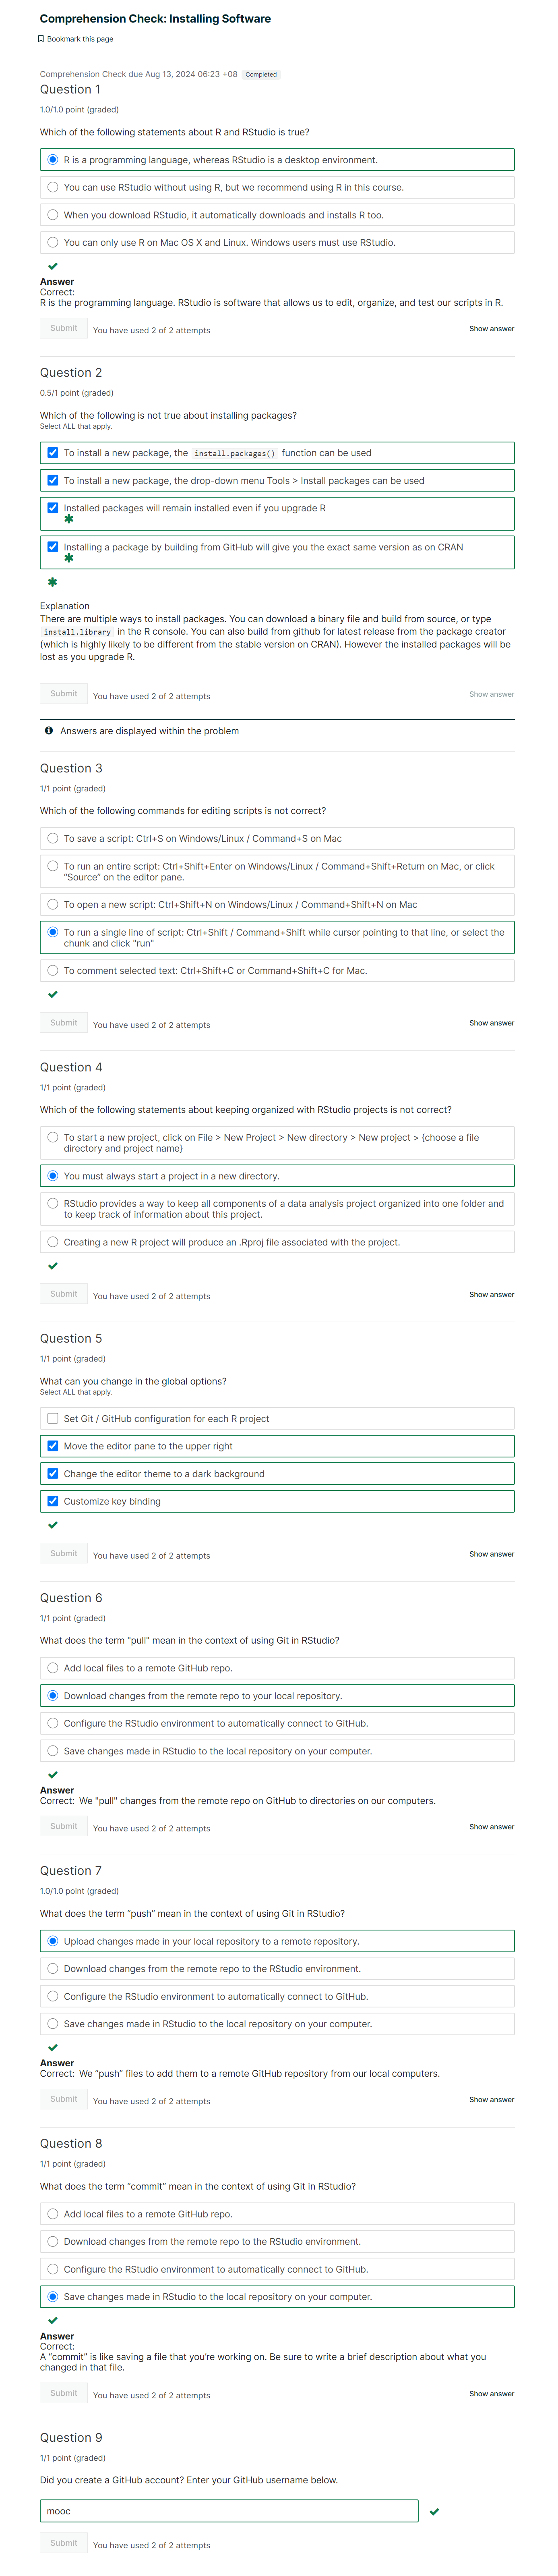 Comprehension Check: Installing Software
Bookmark this page
Comprehension Check due Aug 13, 2024 06:23 +08 Completed
Question 1
1.0/1.0 point (graded)
Which of the following statements about R and RStudio is true?
R is a programming language, whereas RStudio is a desktop environment.
You can use RStudio without using R, but we recommend using R in this course.
When you download RStudio, it automatically downloads and installs R too.
You can only use R on Mac OS X and Linux. Windows users must use RStudio.
Answer
Correct:
R is the programming language. RStudio is software that allows us to edit, organize, and test our scripts in R.
Submit You have used 2 of 2 attempts Show answer
Question 2
0.5/1 point (graded)
Which of the following is not true about installing packages?
Select ALL that apply.
To install a new package, the install.packages() function can be used
To install a new package, the drop-down menu Tools > Install packages can be used
Installed packages will remain installed even if you upgrade R
Installing a package by building from GitHub will give you the exact same version as on CRAN
Explanation
There are multiple ways to install packages. You can download a binary file and build from source, or type
install.library in the R console. You can also build from github for latest release from the package creator
(which is highly likely to be different from the stable version on CRAN). However the installed packages will be
lost as you upgrade R.
Submit You have used 2 of 2 attempts Show answer
Answers are displayed within the problem
Question 3
1/1 point (graded)
Which of the following commands for editing scripts is not correct?
To save a script: Ctrl+S on Windows/Linux / Command+S on Mac
To run an entire script: Ctrl+Shift+Enter on Windows/Linux / Command+Shift+Return on Mac, or click
"Source" on the editor pane.
To open a new script: Ctrl+Shift+N on Windows/Linux / Command+Shift+N on Mac
To run a single line of script: Ctrl+Shift / Command+Shift while cursor pointing to that line, or select the
chunk and click "run"
To comment selected text: Ctrl+Shift+C or Command+Shift+C for Mac.
Submit You have used 2 of 2 attempts Show answer
Question 4
1/1 point (graded)
Which of the following statements about keeping organized with RStudio projects is not correct?
To start a new project, click on File > New Project > New directory > New project > {choose a file
directory and project name}
You must always start a project in a new directory.
RStudio provides a way to keep all components of a data analysis project organized into one folder and
to keep track of information about this project.
Creating a new R project will produce an .Rproj file associated with the project.
Submit You have used 2 of 2 attempts Show answer
Question 5
1/1 point (graded)
What can you change in the global options?
Select ALL that apply.
Set Git / GitHub configuration for each R project
Move the editor pane to the upper right
Change the editor theme to a dark background
Customize key binding
Submit You have used 2 of 2 attempts Show answer
Question 6
1/1 point (graded)
What does the term "pull" mean in the context of using Git in RStudio?
Add local files to a remote GitHub repo.
Download changes from the remote repo to your local repository.
Configure the RStudio environment to automatically connect to GitHub.
Save changes made in RStudio to the local repository on your computer.
Answer
Correct: We "pull" changes from the remote repo on GitHub to directories on our computers.
Submit You have used 2 of 2 attempts Show answer
Question 7
1.0/1.0 point (graded)
What does the term "push" mean in the context of using Git in RStudio?
Upload changes made in your local repository to a remote repository.
Download changes from the remote repo to the RStudio environment.
Configure the RStudio environment to automatically connect to GitHub.
Save changes made in RStudio to the local repository on your computer.
Answer
Correct: We "push" files to add them to a remote GitHub repository from our local computers.
Submit You have used 2 of 2 attempts Show answer
Question 8
1/1 point (graded)
What does the term "commit" mean in the context of using Git in RStudio?
Add local files to a remote GitHub repo.
Download changes from the remote repo to the RStudio environment.
Configure the RStudio environment to automatically connect to GitHub.
Save changes made in RStudio to the local repository on your computer.
Answer
Correct:
A "commit" is like saving a file that you're working on. Be sure to write a brief description about what you
changed in that file.
Submit You have used 2 of 2 attempts Show answer
Question 9
1/1 point (graded)
Did you create a GitHub account? Enter your GitHub username below.
mooc
Submit You have used 2 of 2 attempts